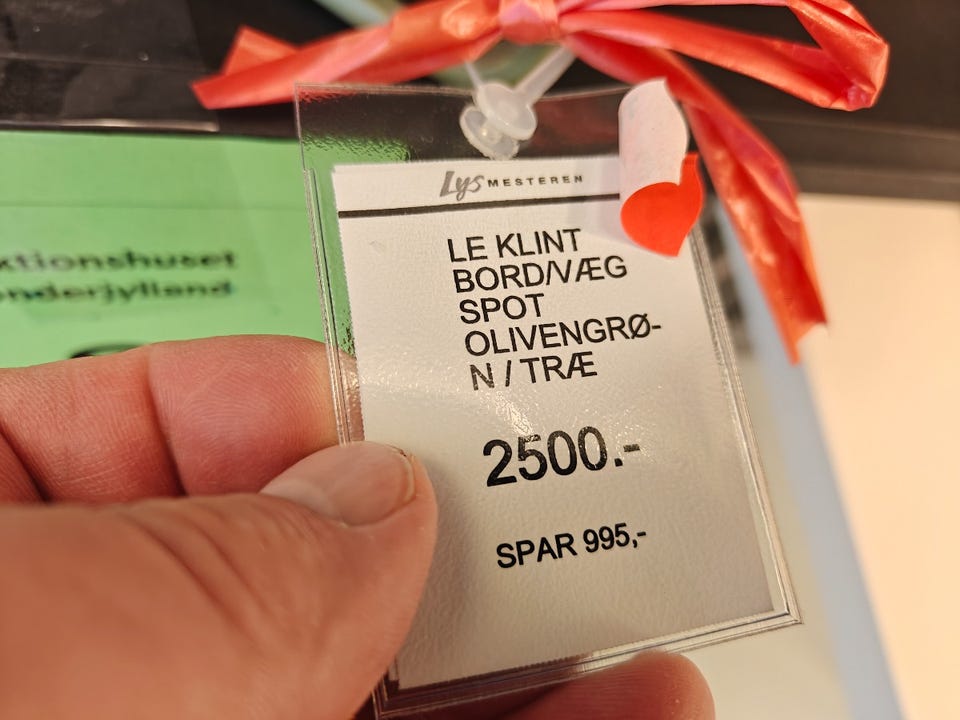 Lys MESTEREN
LE KLINT
BORD/VÆG
SPOT
OLIVENGRØ-
N / TRÆ
2500.-
SPAR 995,-
ktionshuset
nderjylland